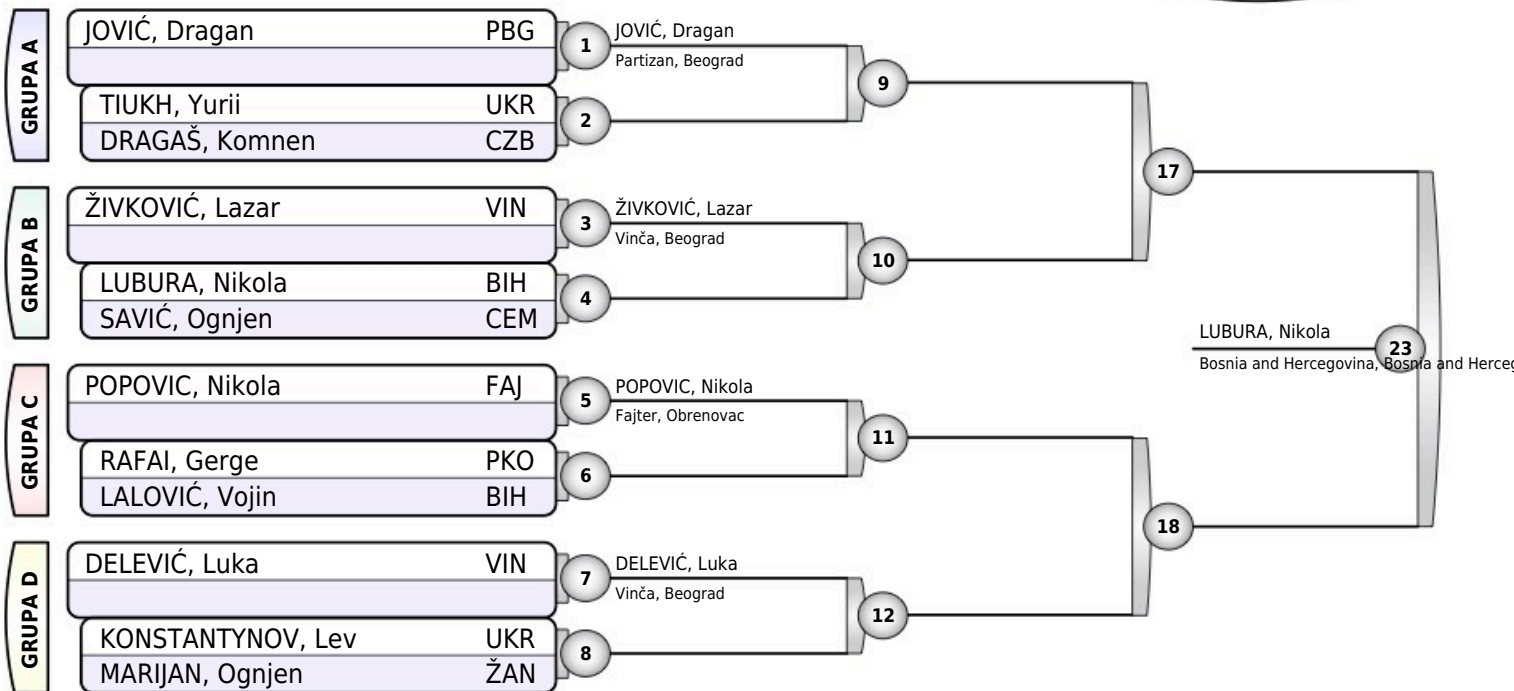 GRUPA A
JOVIĆ, Dragan PBG
TIUKH, Yurii UKR
DRAGAŠ, Komnen CZB
GRUPA B
ŽIVKOVIĆ, Lazar VIN
LUBURA, Nikola BIH
SAVIĆ, Ognjen CEM
GRUPA C
POPOVIC, Nikola FAJ
RAFAI, Gerge PKO
LALOVIĆ, Vojin BIH
GRUPA D
DELEVIĆ, Luka VIN
KONSTANTYNOV, Lev UKR
MARIJAN, Ognjen ŽAN
1
JOVIĆ, Dragan
Partizan, Beograd
2
3
ŽIVKOVIĆ, Lazar
Vinča, Beograd
4
5
POPOVIC, Nikola
Fajter, Obrenovac
6
7
DELEVIĆ, Luka
Vinča, Beograd
8
9
10
11
12
17
18
LUBURA, Nikola
23
Bosnia and Hercegovina, Bosnia and Herceg